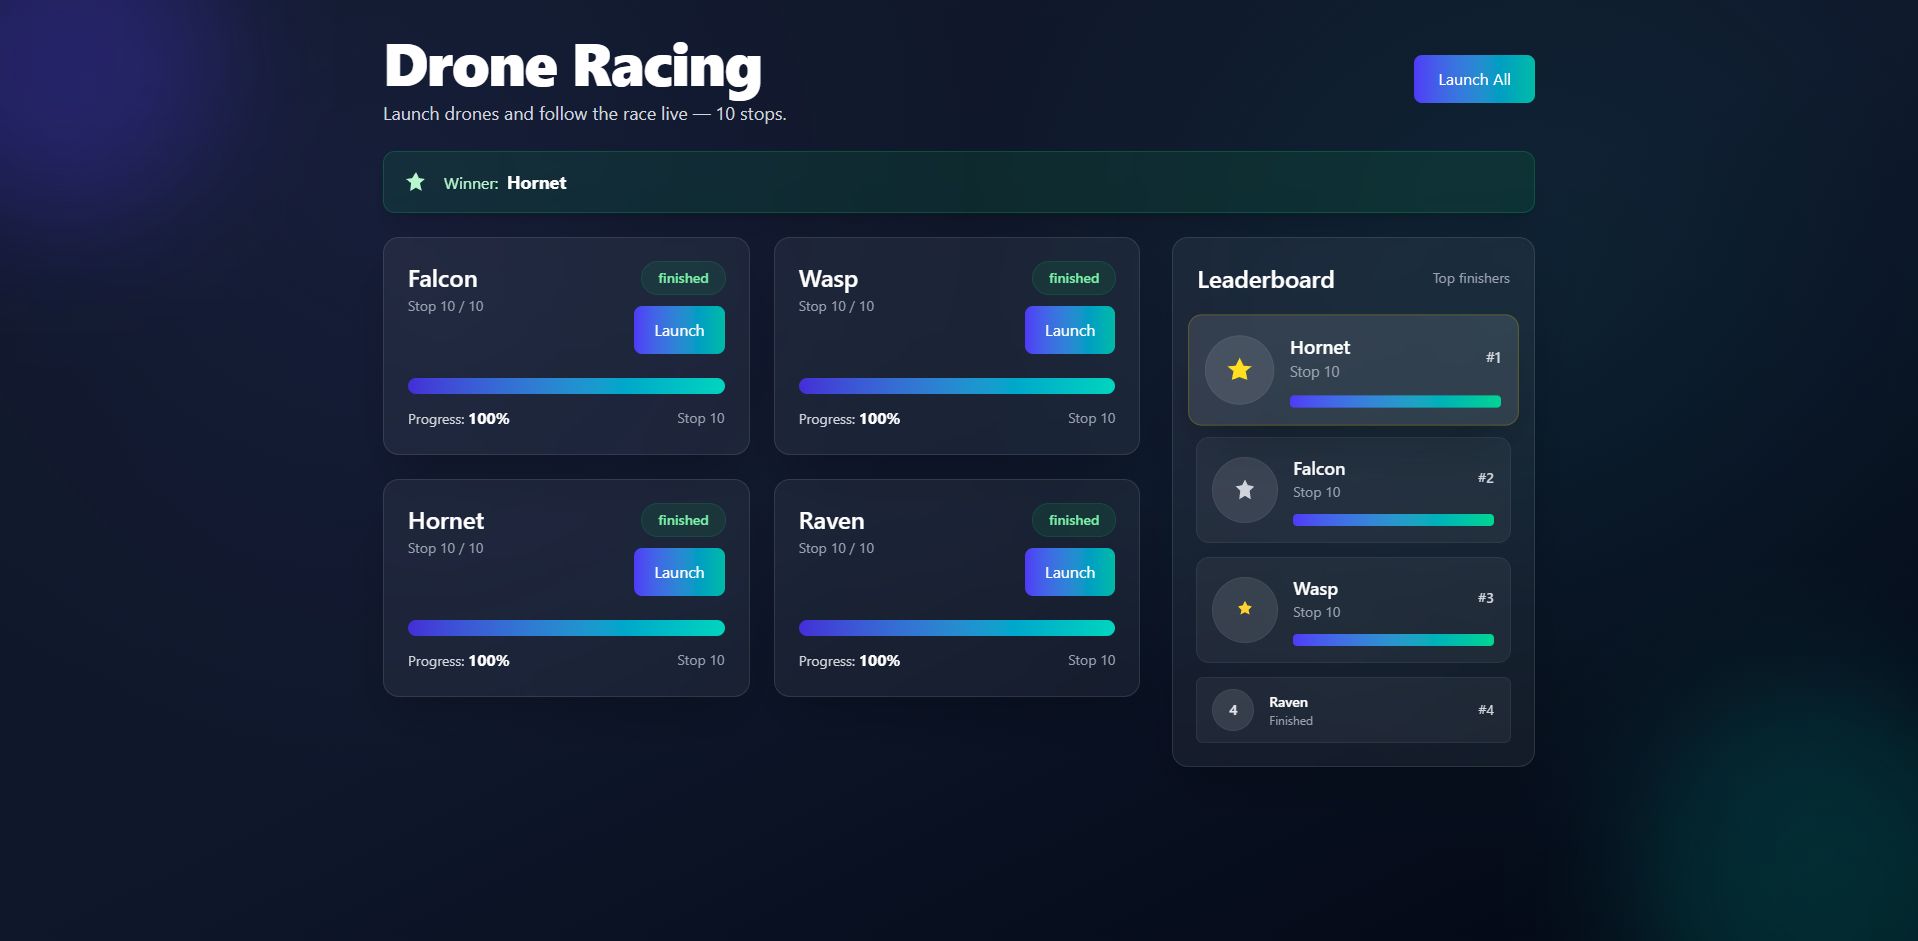 Drone Racing
Launch drones and follow the race live — 10 stops.
Launch All
Winner: Hornet
Falcon
finished
Stop 10 / 10
Launch
Progress: 100%
Stop 10
Wasp
finished
Stop 10 / 10
Launch
Progress: 100%
Stop 10
Hornet
finished
Stop 10 / 10
Launch
Progress: 100%
Stop 10
Raven
finished
Stop 10 / 10
Launch
Progress: 100%
Stop 10
Leaderboard
Top finishers
Hornet
Stop 10
#1
Falcon
Stop 10
#2
Wasp
Stop 10
#3
4
Raven
Finished
#4